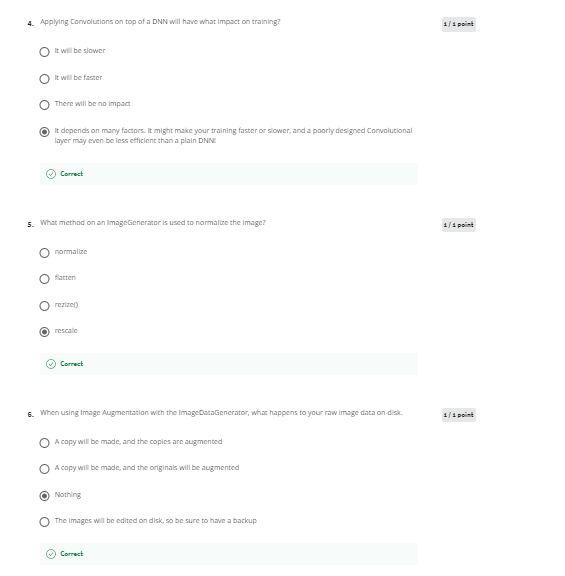 4. Applying Convolutions on top of a DNN will have what impact on training?
1 / 1 point
It will be slower
It will be faster
There will be no impact
It depends on many factors. It might make your training faster or slower, and a poorly designed Convolutional
layer may even be less efficient than a plain DNN!
Correct
5. What method on an ImageGenerator is used to normalize the image?
1 / 1 point
normalize
flatten
rezize()
rescale
Correct
6. When using Image Augmentation with the ImageDataGenerator, what happens to your raw image data on-disk.
1 / 1 point
A copy will be made, and the copies are augmented
A copy will be made, and the originals will be augmented
Nothing
The images will be edited on disk, so be sure to have a backup
Correct